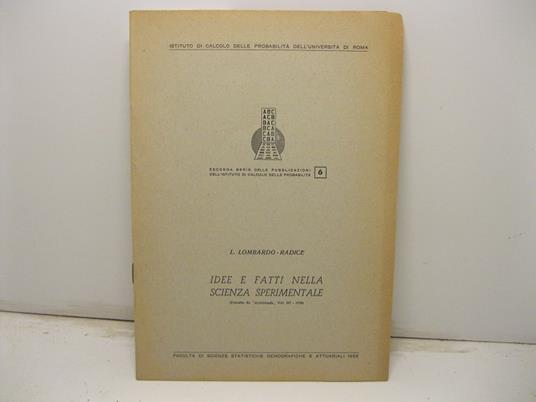 ISTITUTO DI CALCOLO DELLE PROBABILITÀ DELL'UNIVERSITÀ DI ROMA
ABC
ACB
BAC
BCA
CAB
CBA
SECONDA SERIE DELLE PUBBLICAZIONI
DELL'ISTITUTO DI CALCOLO DELLE PROBABILITÀ
6
L. LOMBARDO-RADICE
IDEE E FATTI NELLA
SCIENZA SPERIMENTALE
Vol.
FACOLTÀ DI SCIENZE STATISTICHE DEMOGRAFICHE E ATTUARIALI